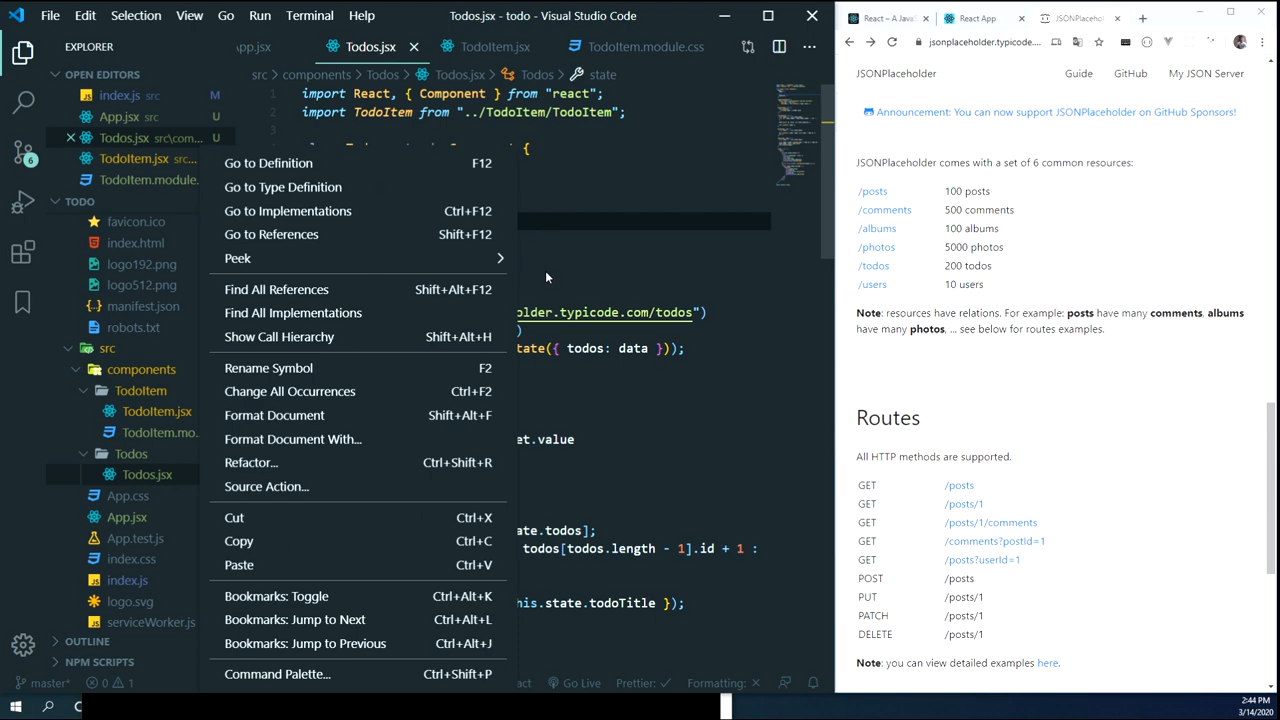 File Edit Selection View Go Run Terminal Help
Todos.jsx - todo - Visual Studio Code
EXPLORER
OPEN EDITORS
index.js src M
App.jsx src U
Todos.jsx src\com... U
TodoItem.jsx src...
TodoItem.module...
TODO
favicon.ico
index.html
logo192.png
logo512.png
manifest.json
robots.txt
src
components
TodoItem
TodoItem.jsx
TodoItem.mo...
Todos
Todos.jsx
App.css
App.jsx
App.test.js
index.css
index.js
logo.svg
serviceWorker.js
OUTLINE
NPM SCRIPTS
6
App.jsx Todos.jsx TodoItem.jsx TodoItem.module.css
src > components > Todos > Todos.jsx > Todos > state
1 import React, { Component } from "react";
2 import TodoItem from "../TodoItem/TodoItem";
3
{
older.typicode.com/todos")
)
tate({ todos: data }));
et.value
ate.todos];
todos[todos.length - 1].id + 1 :
his.state.todoTitle });
Go to Definition F12
Go to Type Definition
Go to Implementations Ctrl+F12
Go to References Shift+F12
Peek
Find All References Shift+Alt+F12
Find All Implementations
Show Call Hierarchy Shift+Alt+H
Rename Symbol F2
Change All Occurrences Ctrl+F2
Format Document Shift+Alt+F
Format Document With...
Refactor... Ctrl+Shift+R
Source Action...
Cut Ctrl+X
Copy Ctrl+C
Paste Ctrl+V
Bookmarks: Toggle Ctrl+Alt+K
Bookmarks: Jump to Next Ctrl+Alt+L
Bookmarks: Jump to Previous Ctrl+Alt+J
Command Palette... Ctrl+Shift+P
master* 0 1
act Go Live Prettier: ✓ Formatting: ×
React – A JavaS React App JSONPlaceho
jsonplaceholder.typicode....
JSONPlaceholder Guide GitHub My JSON Server
Announcement: You can now support JSONPlaceholder on GitHub Sponsors!
JSONPlaceholder comes with a set of 6 common resources:
/posts 100 posts
/comments 500 comments
/albums 100 albums
/photos 5000 photos
/todos 200 todos
/users 10 users
Note: resources have relations. For example: posts have many comments, albums
have many photos, ... see below for routes examples.
Routes
All HTTP methods are supported.
GET /posts
GET /posts/1
GET /posts/1/comments
GET /comments?postId=1
GET /posts?userId=1
POST /posts
PUT /posts/1
PATCH /posts/1
DELETE /posts/1
Note: you can view detailed examples here.
2:44 PM
3/14/2020